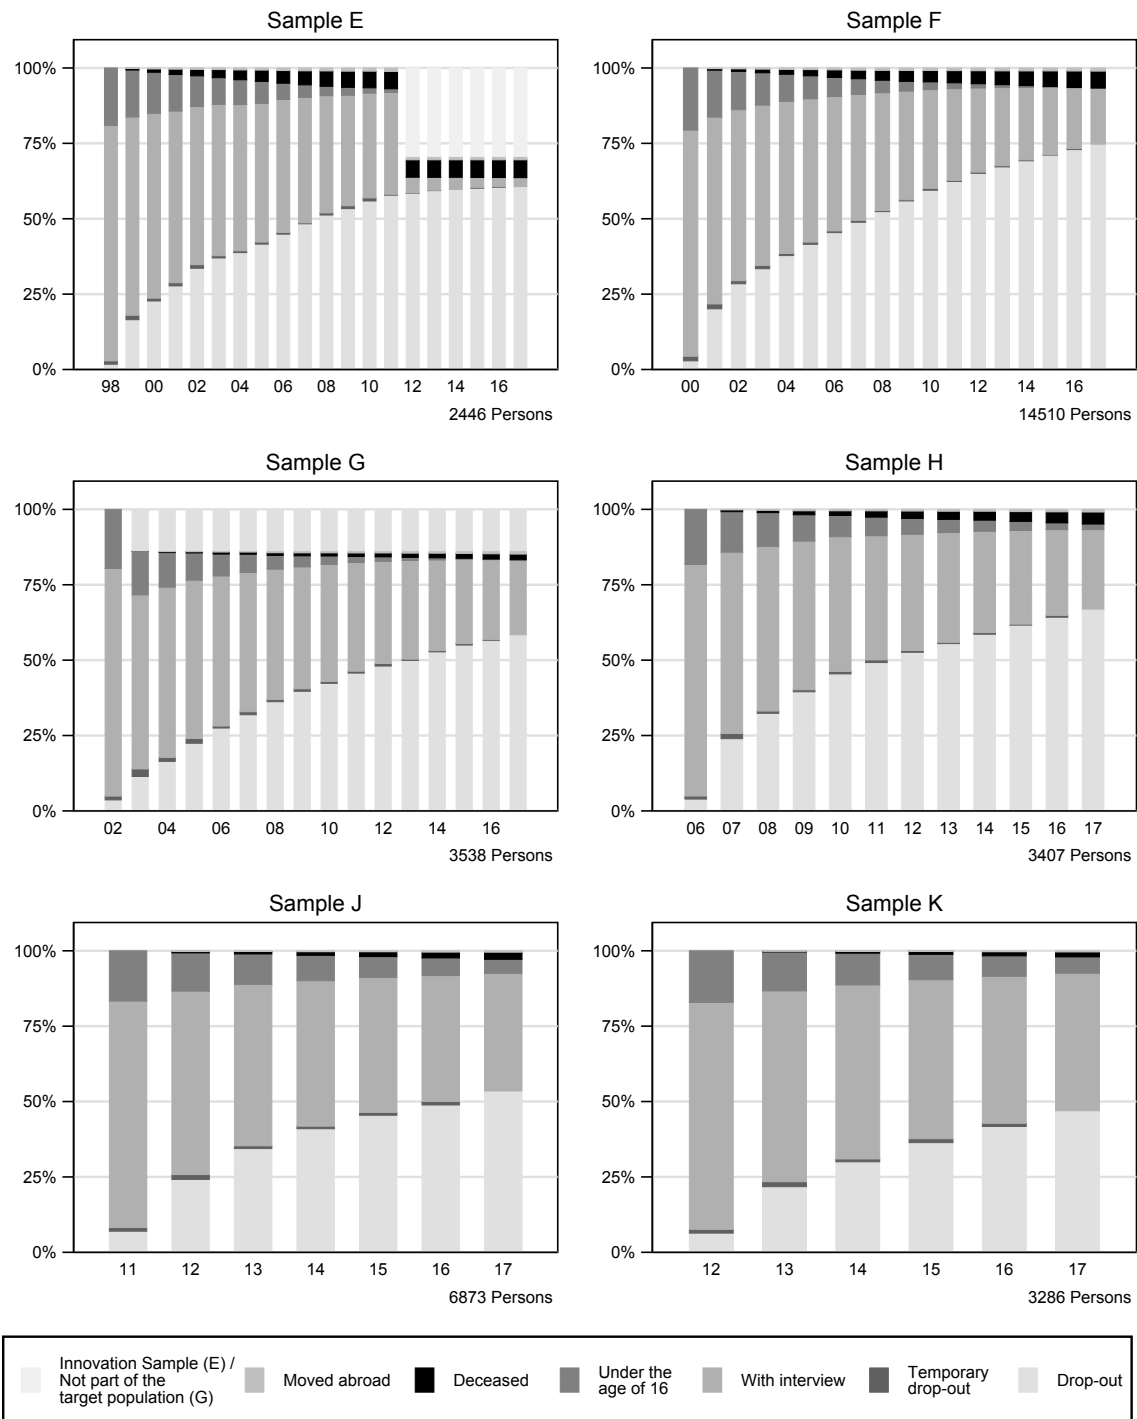 Sample E
100%
75%
50%
25%
0%
98 00 02 04 06 08 10 12 14 16
2446 Persons
Sample F
100%
75%
50%
25%
0%
00 02 04 06 08 10 12 14 16
14510 Persons
Sample G
100%
75%
50%
25%
0%
02 04 06 08 10 12 14 16
3538 Persons
Sample H
100%
75%
50%
25%
0%
06 07 08 09 10 11 12 13 14 15 16 17
3407 Persons
Sample J
100%
75%
50%
25%
0%
11 12 13 14 15 16 17
6873 Persons
Sample K
100%
75%
50%
25%
0%
12 13 14 15 16 17
3286 Persons
Innovation Sample (E) /
Not part of the
target population (G)
Moved abroad
Deceased
Under the
age of 16
With interview
Temporary
drop-out
Drop-out